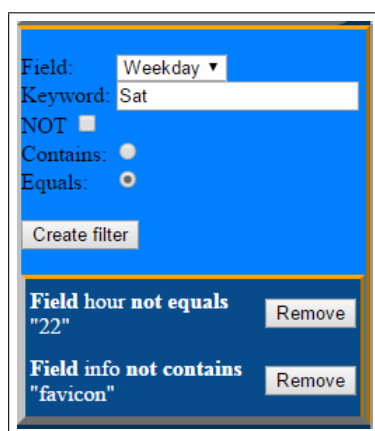 Field: Weekday
Keyword: Sat
NOT
Contains:
Equals:
Create filter
Field hour not equals
"22"
Remove
Field info not contains
"favicon"
Remove